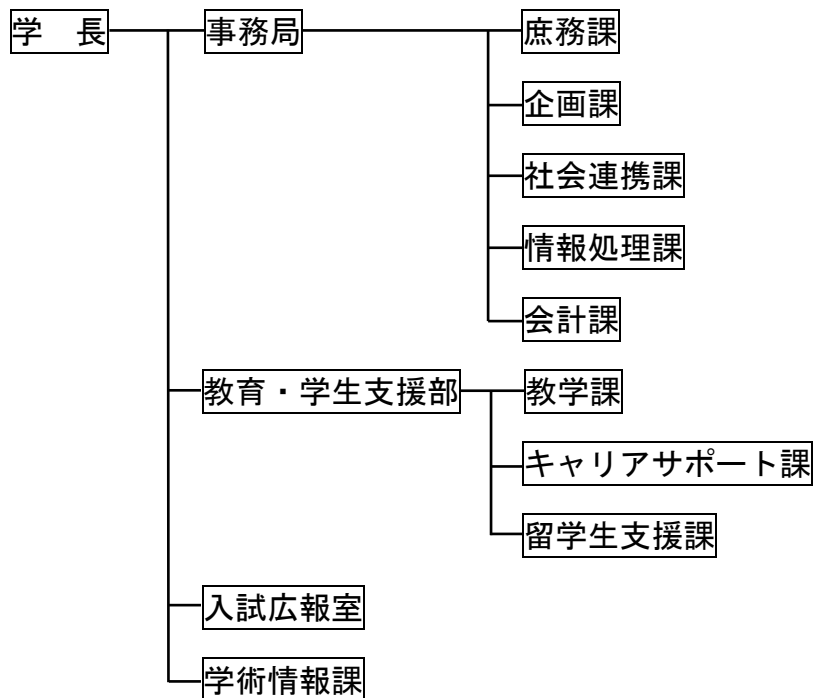 学　長
事務局
庶務課
企画課
社会連携課
情報処理課
会計課
教育・学生支援部
教学課
キャリアサポート課
留学生支援課
入試広報室
学術情報課